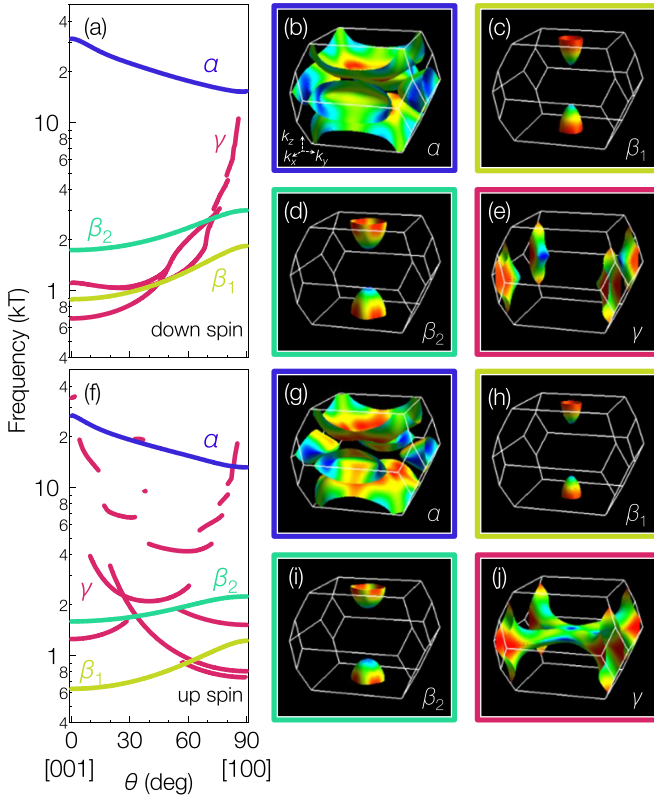 (a)
4
2
10
8
6
4
2
1
8
6
4
α
γ
β2
β1
down spin
Frequency (kT)
(b)
kz
kx
ky
α
(c)
β1
(d)
β2
(e)
γ
(f)
4
2
10
8
6
4
2
1
8
6
4
α
γ
β2
β1
up spin
0 30 60 90
[001] θ (deg) [100]
(g)
α
(h)
β1
(i)
β2
(j)
γ